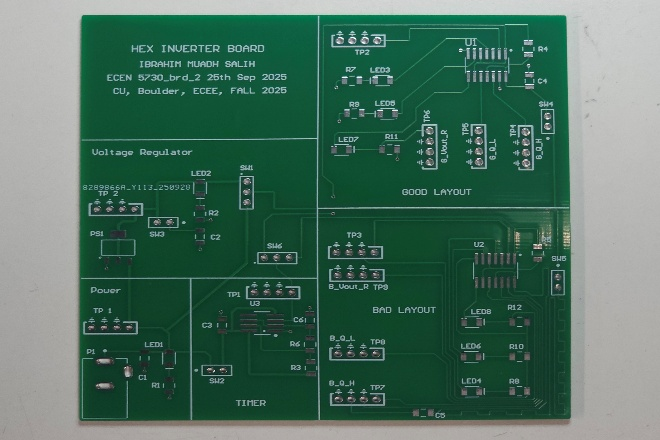 HEX INVERTER BOARD
IBRAHIM MUADH SALIH
ECEN 5730_brd_2 25th Sep 2025
CU, Boulder, ECEE, FALL 2025
TP2
U1
R4
R7
LED3
C4
R9
LED5
SW4
TP6
TP5
TP4
G_Vout_R
G_Q_L
G_Q_H
LED7
R11
GOOD LAYOUT
Voltage Regulator
LED2
SW1
8289866A_Y113_250920
TP 2
R2
PS1
SW3
C2
SW6
TP3
U2
SW5
B_Vout_R
TP9
BAD LAYOUT
LED8
R12
B_Q_L
TP8
LED6
R10
B_Q_H
TP7
LED4
R8
C5
Power
TP1
U3
TP 1
C3
C6
P1
LED1
R6
C1
R1
SW2
R3
TIMER